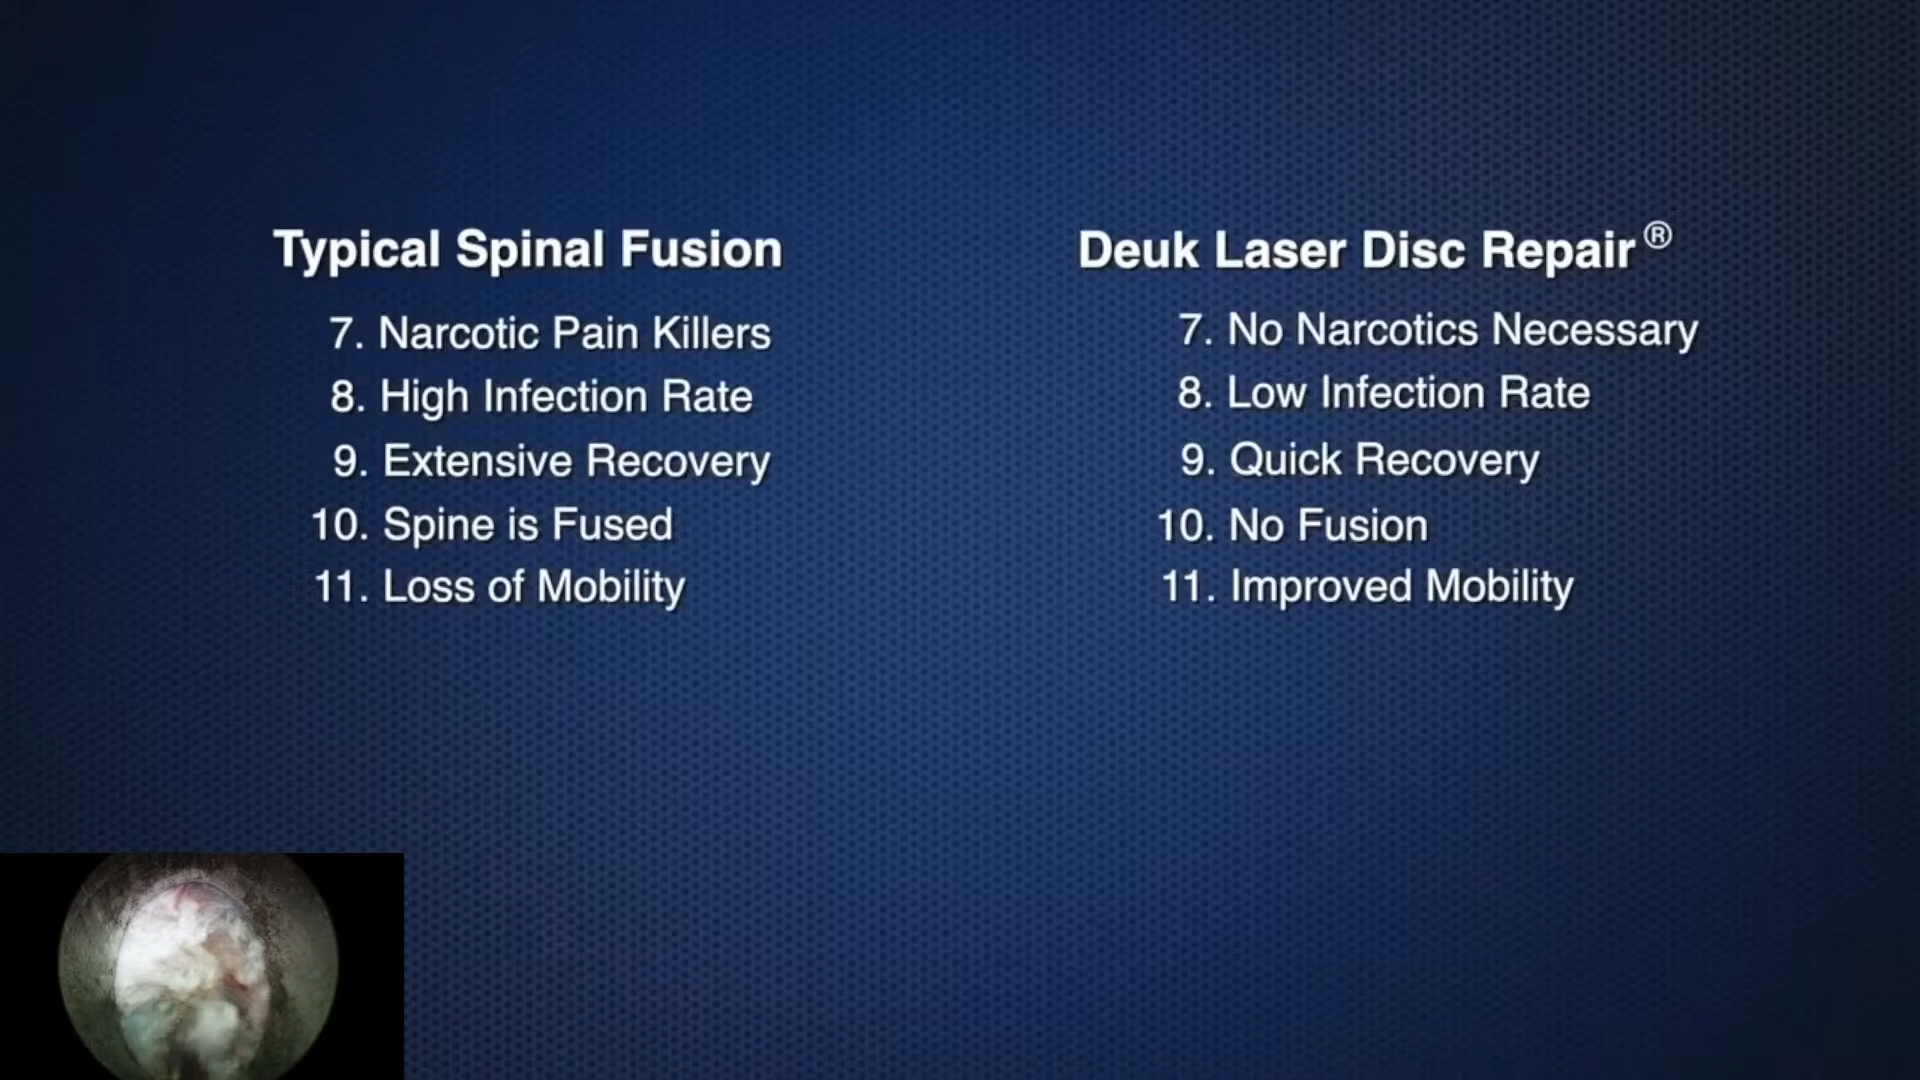 Typical Spinal Fusion
7. Narcotic Pain Killers
8. High Infection Rate
9. Extensive Recovery
10. Spine is Fused
11. Loss of Mobility
Deuk Laser Disc Repair®
7. No Narcotics Necessary
8. Low Infection Rate
9. Quick Recovery
10. No Fusion
11. Improved Mobility